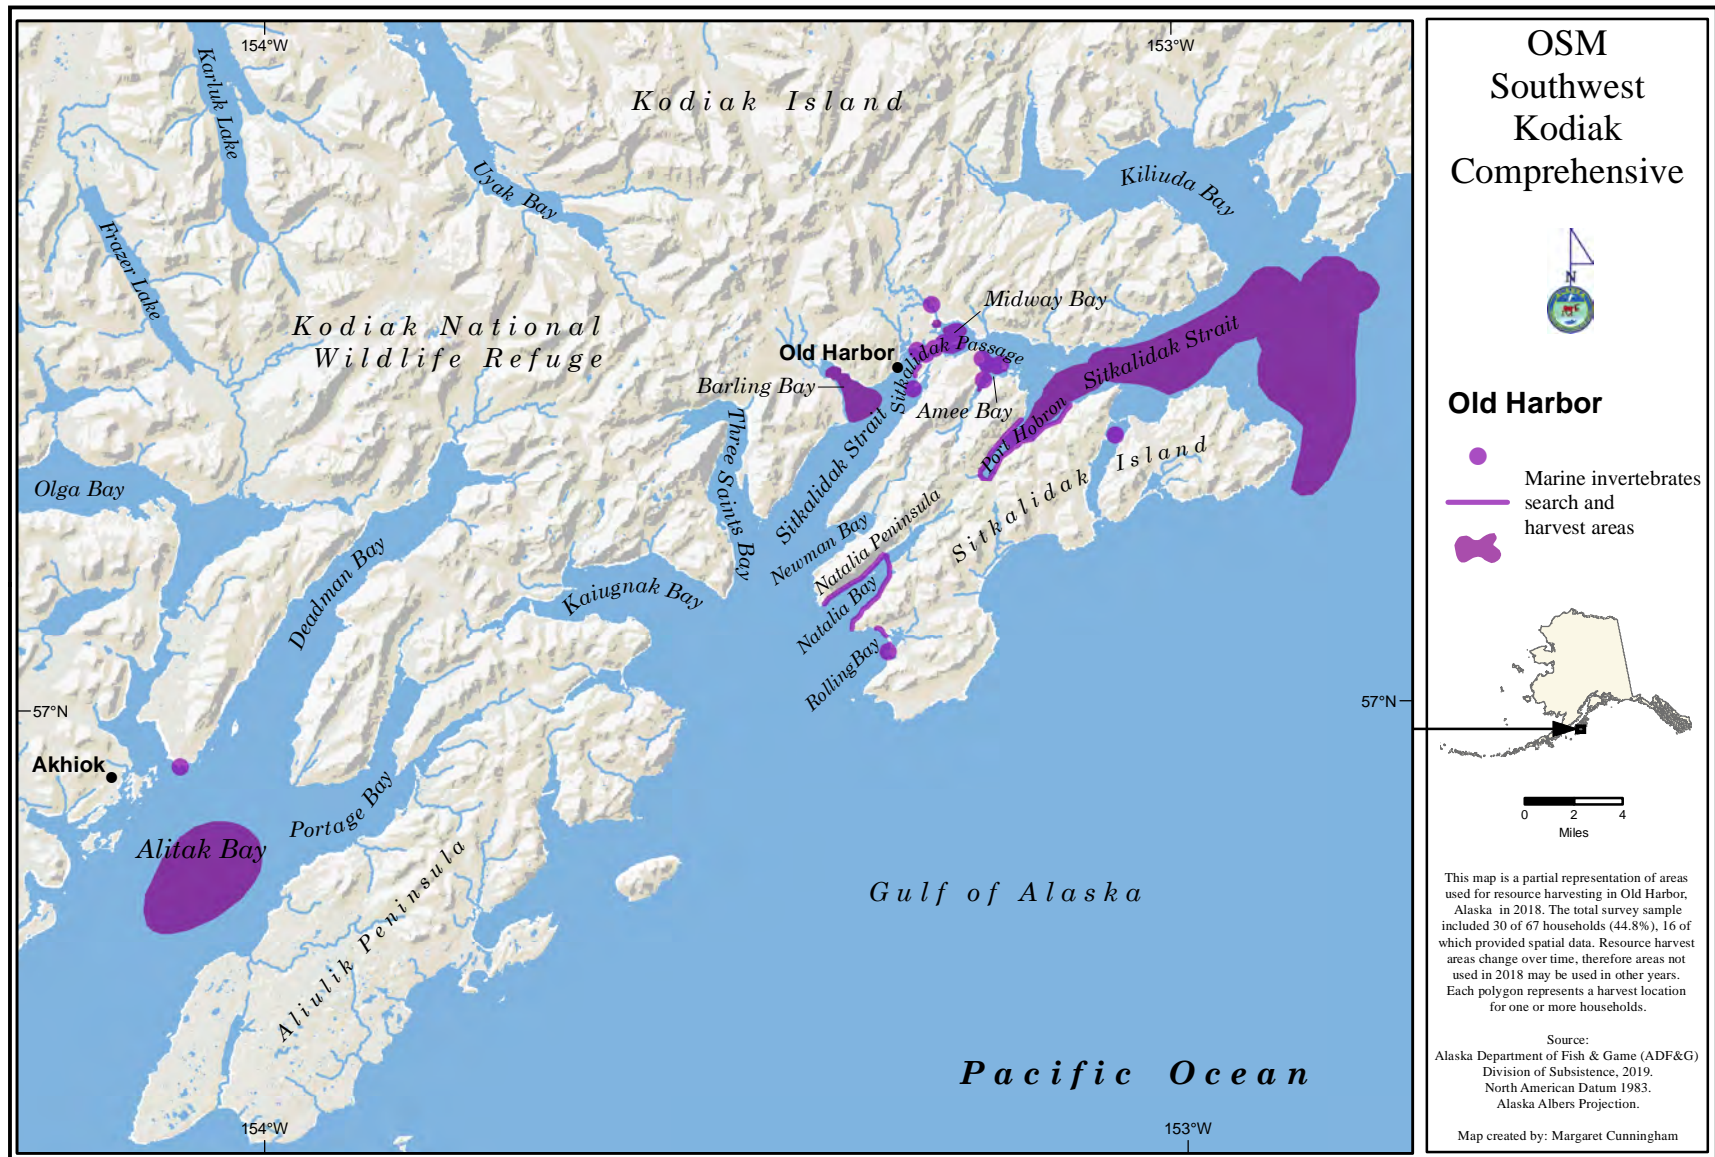 154°W
153°W
Karluk Lake
Kodiak Island
Uyak Bay
Kiliuda Bay
Frazer Lake
Kodiak National
Wildlife Refuge
Midway Bay
Old Harbor
Sitkalidak Passage
Sitkalidak Strait
Barling Bay
Amee Bay
Port Hobron
Three Saints Bay
Sitkalidak Strait
Sitkalidak Island
Olga Bay
Newman Bay
Natalia Peninsula
Deadman Bay
Kaiugnak Bay
Natalia Bay
Rolling Bay
57°N
57°N
Akhiok
Portage Bay
Alitak Bay
Aliulik Peninsula
Gulf of Alaska
Pacific Ocean
154°W
153°W
OSM
Southwest
Kodiak
Comprehensive
N
Old Harbor
Marine invertebrates
search and
harvest areas
0 2 4
Miles
This map is a partial representation of areas
used for resource harvesting in Old Harbor,
Alaska in 2018. The total survey sample
included 30 of 67 households (44.8%), 16 of
which provided spatial data. Resource harvest
areas change over time, therefore areas not
used in 2018 may be used in other years.
Each polygon represents a harvest location
for one or more households.
Source:
Alaska Department of Fish & Game (ADF&G)
Division of Subsistence, 2019.
North American Datum 1983.
Alaska Albers Projection.
Map created by: Margaret Cunningham